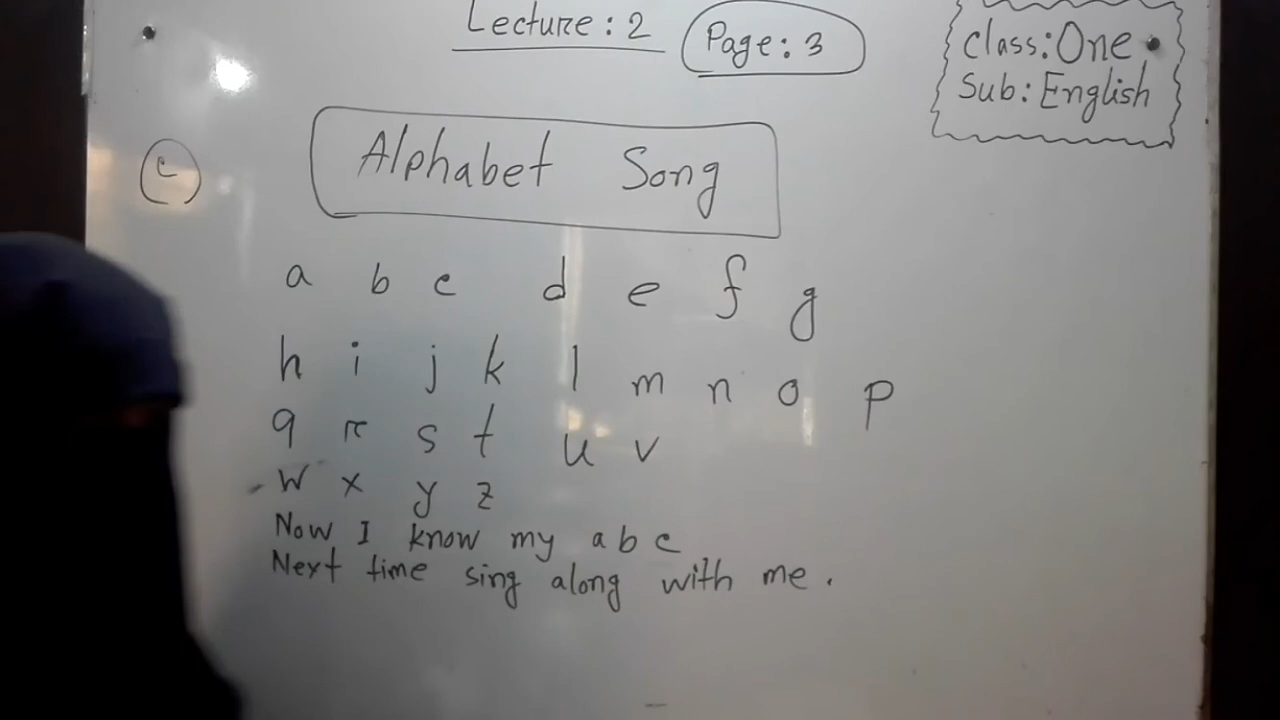 Lecture: 2
Page: 3
class: One
Sub: English
c
Alphabet Song
a b c d e f g
h i j k l m n o p
q r s t u v
w x y z
Now I know my a b c
Next time sing along with me.